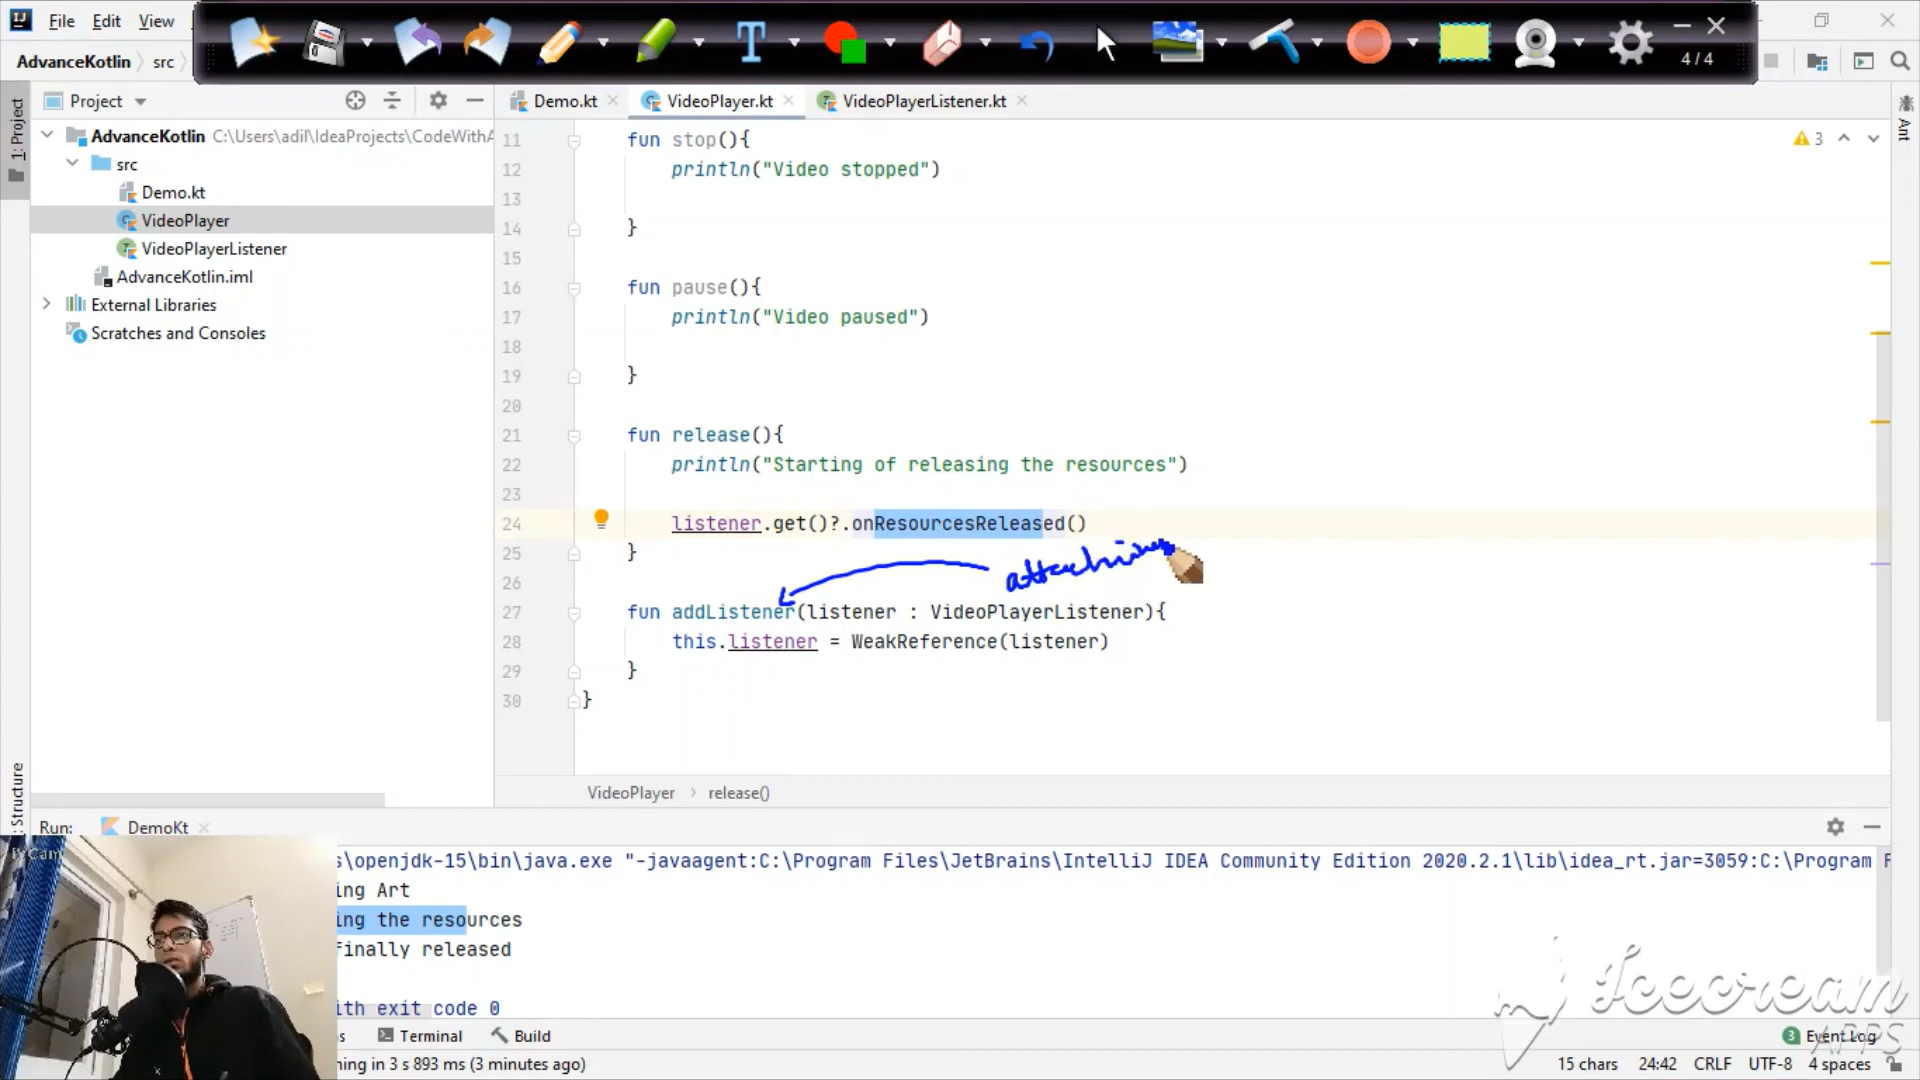 File Edit View
4/4
AdvanceKotlin src
1: Project
Project
Demo.kt
VideoPlayer.kt
VideoPlayerListener.kt
Ant
AdvanceKotlin C:\Users\adil\IdeaProjects\CodeWithA
src
Demo.kt
VideoPlayer
VideoPlayerListener
AdvanceKotlin.iml
External Libraries
Scratches and Consoles
3
11 fun stop(){
12 println("Video stopped")
13
14 }
15
16 fun pause(){
17 println("Video paused")
18
19 }
20
21 fun release(){
22 println("Starting of releasing the resources")
23
24 listener.get()?.onResourcesReleased()
25 }
26
27 fun addListener(listener : VideoPlayerListener){
28 this.listener = WeakReference(listener)
29 }
30 }
VideoPlayer release()
Structure
Run: DemoKt
s\openjdk-15\bin\java.exe "-javaagent:C:\Program Files\JetBrains\IntelliJ IDEA Community Edition 2020.2.1\lib\idea_rt.jar=3059:C:\Program F
ing Art
ing the resources
finally released
ith exit code 0
Terminal Build
3 Event Log
ning in 3 s 893 ms (3 minutes ago)
15 chars 24:42 CRLF UTF-8 4 spaces
Icecream
APPS